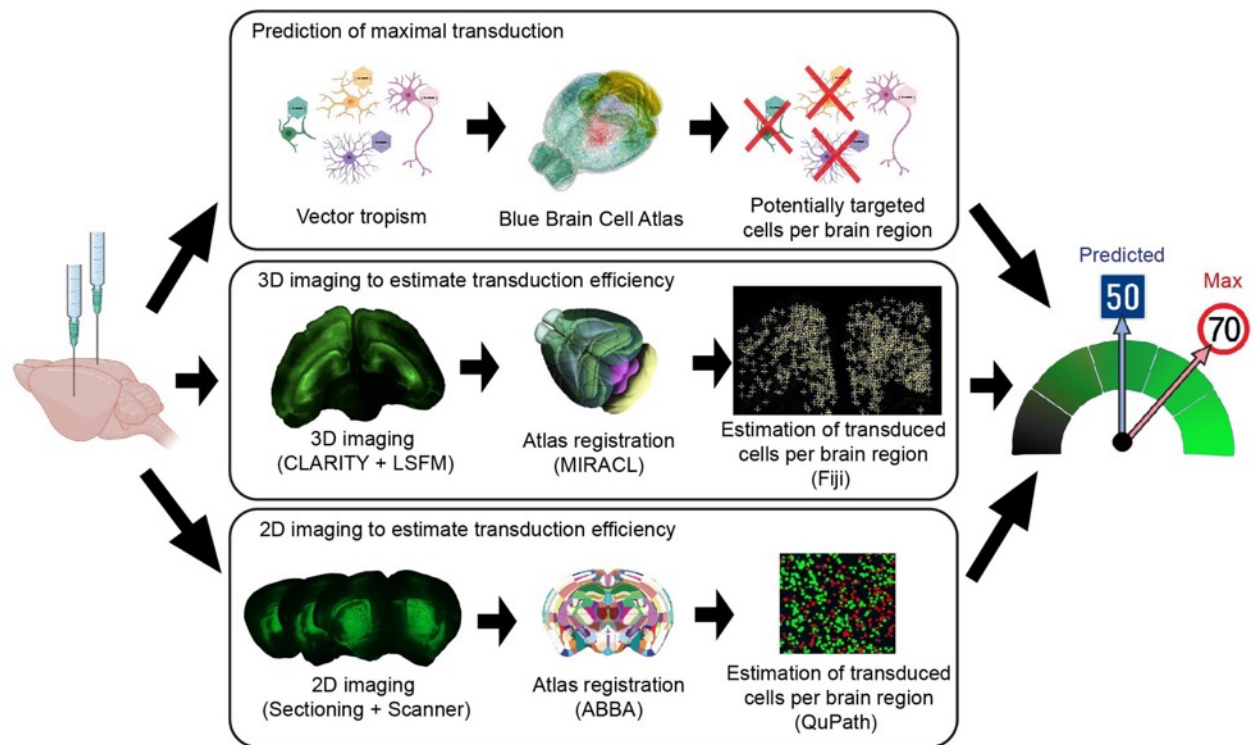 Prediction of maximal transduction
Vector tropism
Blue Brain Cell Atlas
Potentially targeted
cells per brain region
3D imaging to estimate transduction efficiency
3D imaging
(CLARITY + LSFM)
Atlas registration
(MIRACL)
Estimation of transduced
cells per brain region
(Fiji)
2D imaging to estimate transduction efficiency
2D imaging
(Sectioning + Scanner)
Atlas registration
(ABBA)
Estimation of transduced
cells per brain region
(QuPath)
Predicted
50
Max
70